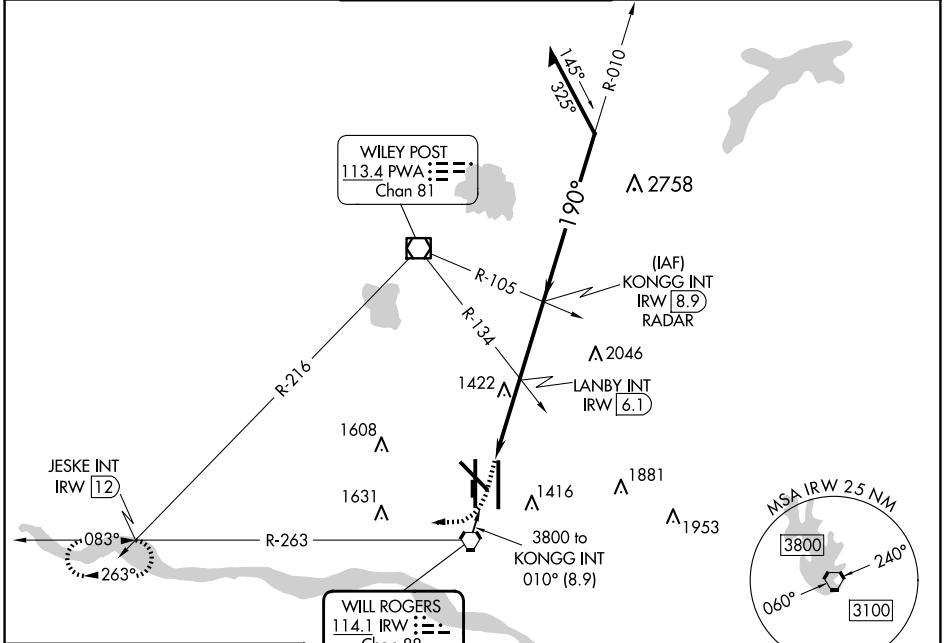 R-010
145°
325°
WILEY POST
113.4 PWA
Chan 81
2758
190°
R-105
(IAF)
KONGG INT
IRW 8.9
RADAR
R-134
2046
R-216
1422
LANBY INT
IRW 6.1
1608
JESKE INT
IRW 12
1631
1416
1881
1953
083°
R-263
263°
3800 to
KONGG INT
010° (8.9)
MSA IRW 25 NM
3800
240°
060°
3100
WILL ROGERS
114.1 IRW
Chan 88